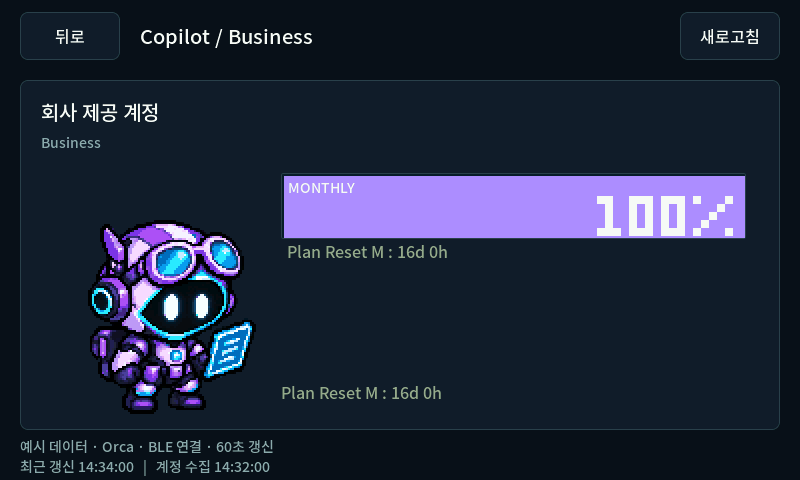 뒤로
Copilot / Business
새로고침
회사 제공 계정
Business
MONTHLY
100%
Plan Reset M : 16d 0h
Plan Reset M : 16d 0h
예시 데이터 · Orca · BLE 연결 · 60초 갱신
최근 갱신 14:34:00 | 계정 수집 14:32:00